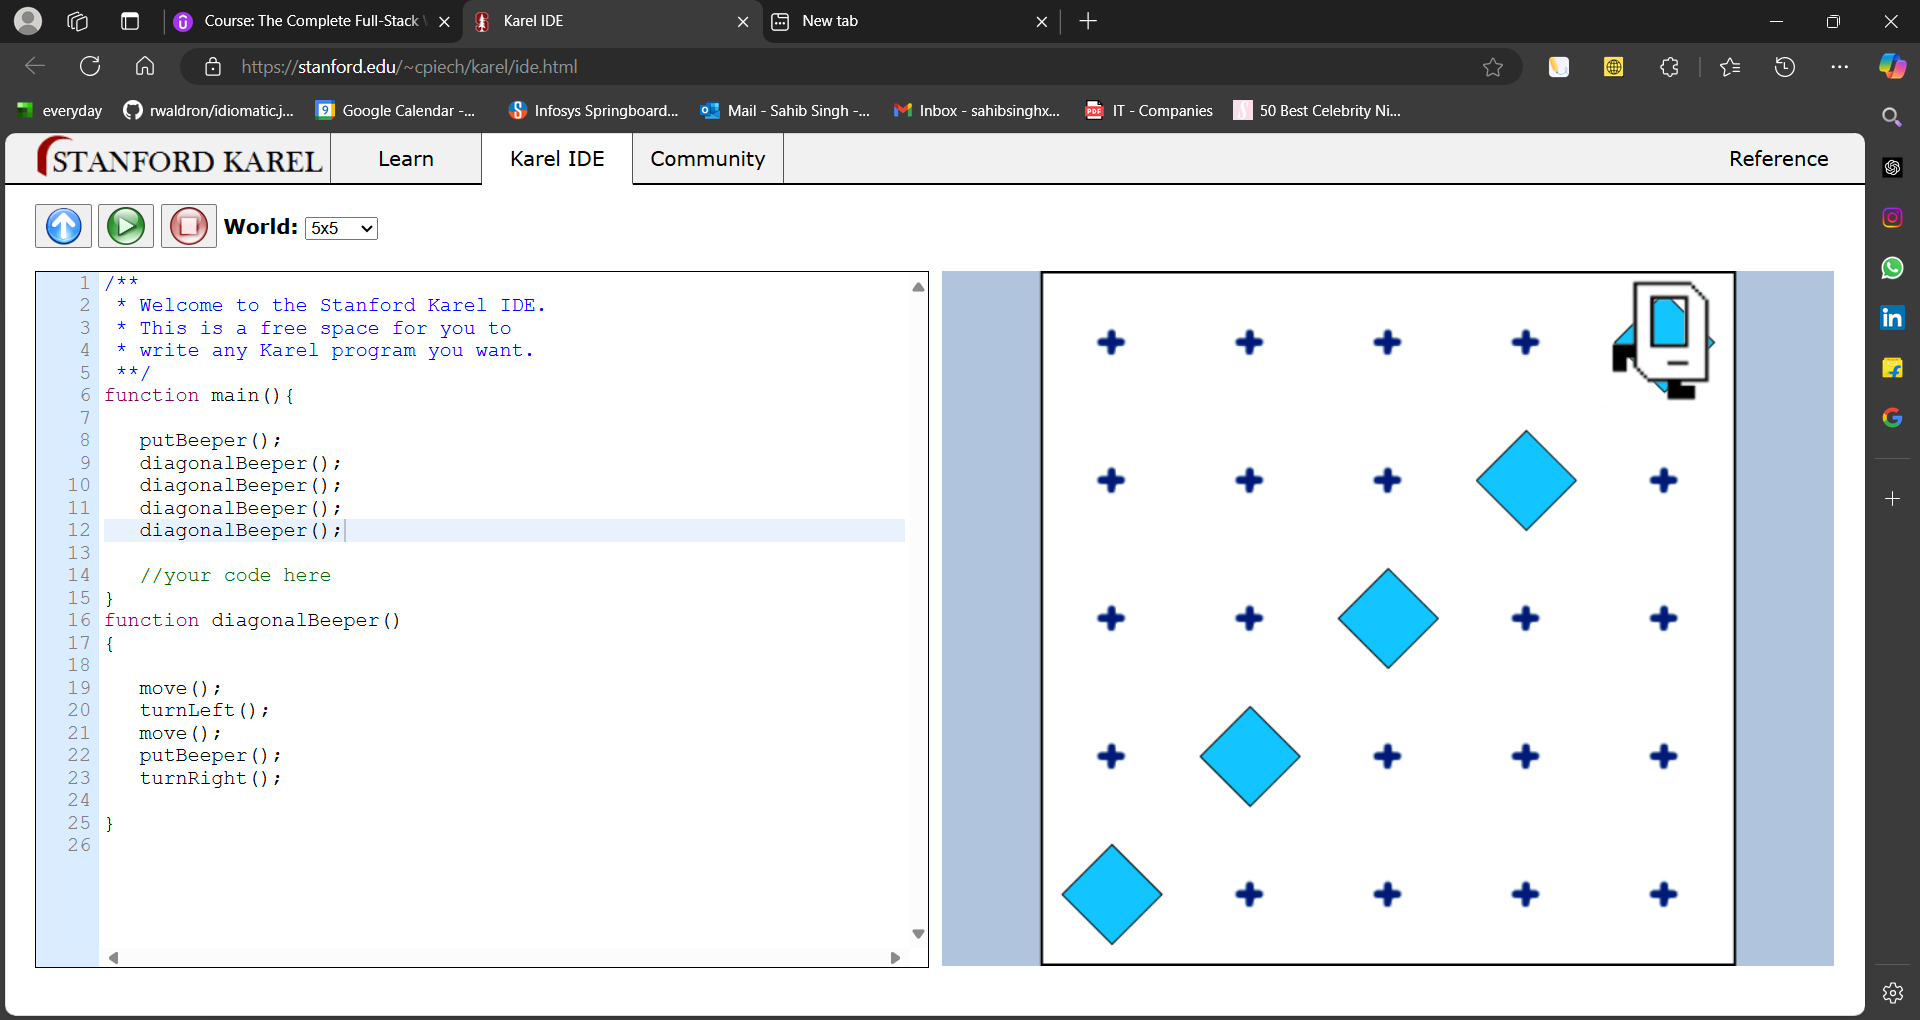 Course: The Complete Full-Stack
Karel IDE
New tab
https://stanford.edu/~cpiech/karel/ide.html
everyday
rwaldron/idiomatic.j...
9
Google Calendar -...
Infosys Springboard...
Mail - Sahib Singh -...
Inbox - sahibsinghx...
PDF
IT - Companies
50 Best Celebrity Ni...
STANFORD KAREL
Learn
Karel IDE
Community
Reference
World:
5x5
1 /**
2 * Welcome to the Stanford Karel IDE.
3 * This is a free space for you to
4 * write any Karel program you want.
5 **/
6 function main(){
7
8 putBeeper();
9 diagonalBeeper();
10 diagonalBeeper();
11 diagonalBeeper();
12 diagonalBeeper();
13
14 //your code here
15 }
16 function diagonalBeeper()
17 {
18
19 move();
20 turnLeft();
21 move();
22 putBeeper();
23 turnRight();
24
25 }
26
in